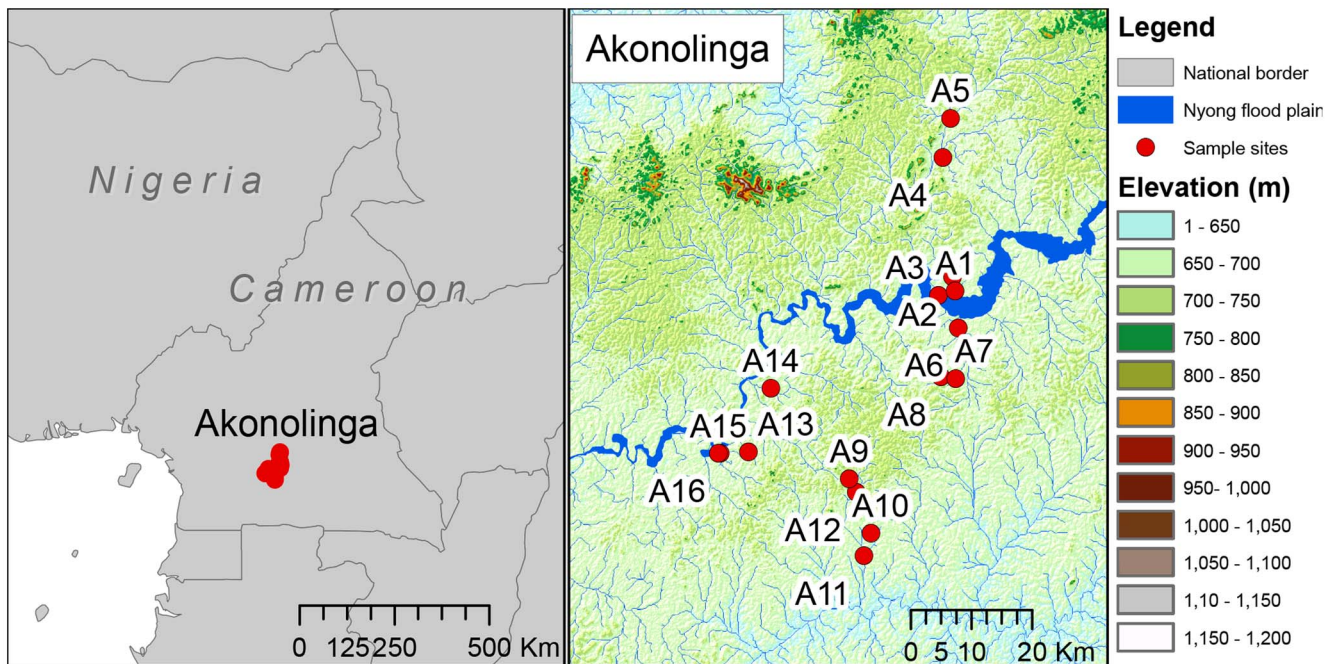 Nigeria
Cameroon
Akonolinga
0 125 250 500 Km
Akonolinga
A5
A4
A3
A1
A2
A7
A6
A8
A14
A15
A13
A16
A9
A10
A12
A11
0 5 10 20 Km
Legend
National border
Nyong flood plain
Sample sites
Elevation (m)
1 - 650
650 - 700
700 - 750
750 - 800
800 - 850
850 - 900
900 - 950
950- 1,000
1,000 - 1,050
1,050 - 1,100
1,10 - 1,150
1,150 - 1,200